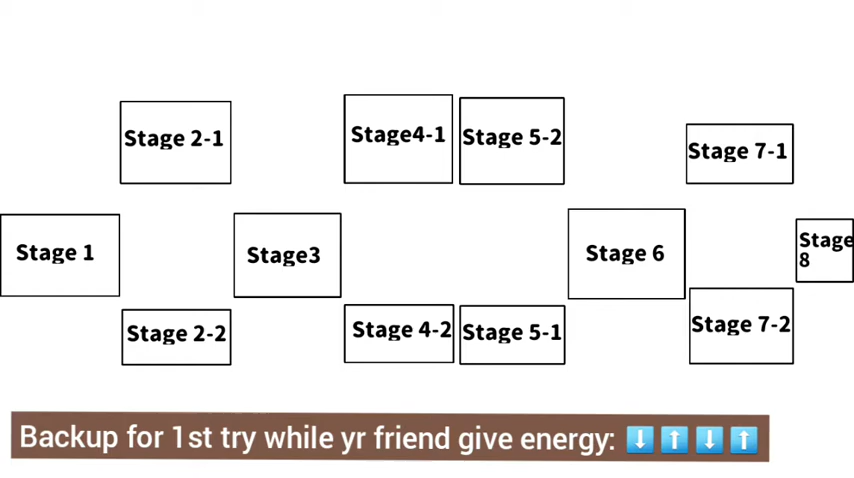 Stage 2-1
Stage4-1
Stage 5-2
Stage 7-1
Stage 1
Stage3
Stage 6
Stage
8
Stage 2-2
Stage 4-2
Stage 5-1
Stage 7-2
Backup for 1st try while yr friend give energy: ⬇️⬆️⬇️⬆️